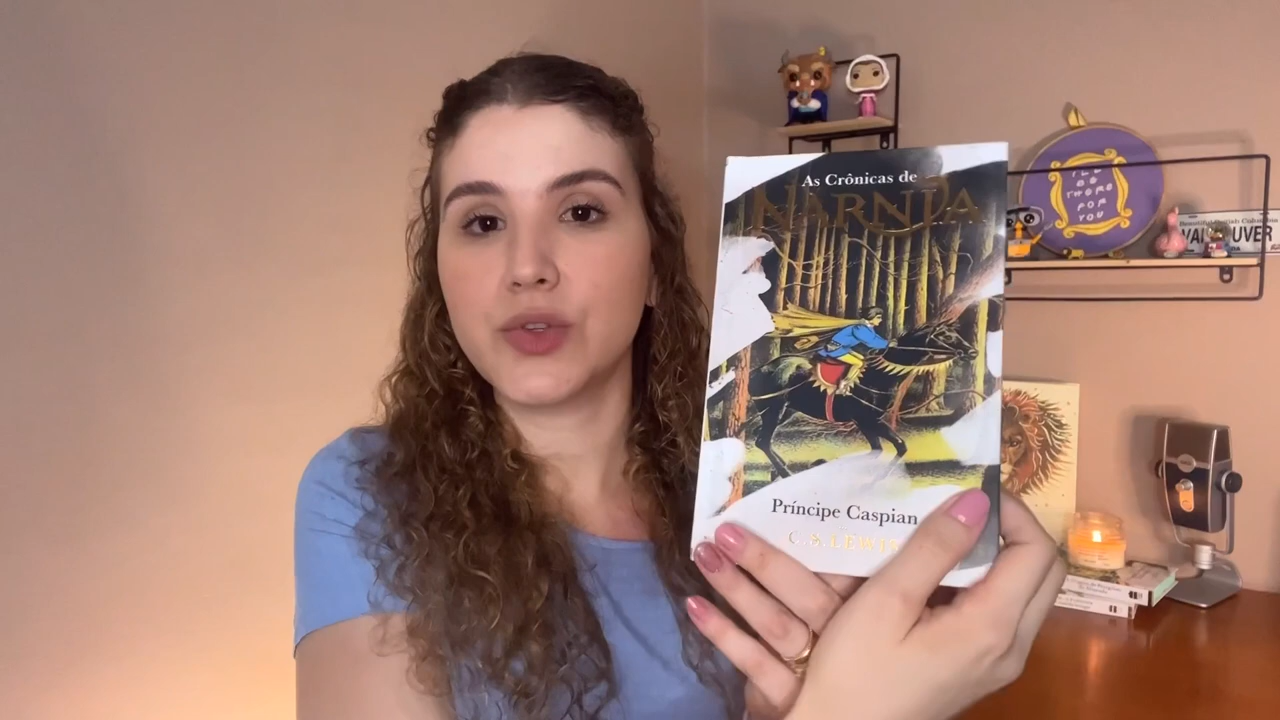 As Crônicas de
NARNIA
Príncipe Caspian
C. S. LEWIS
I'LL
BE
THERE
FOR
YOU